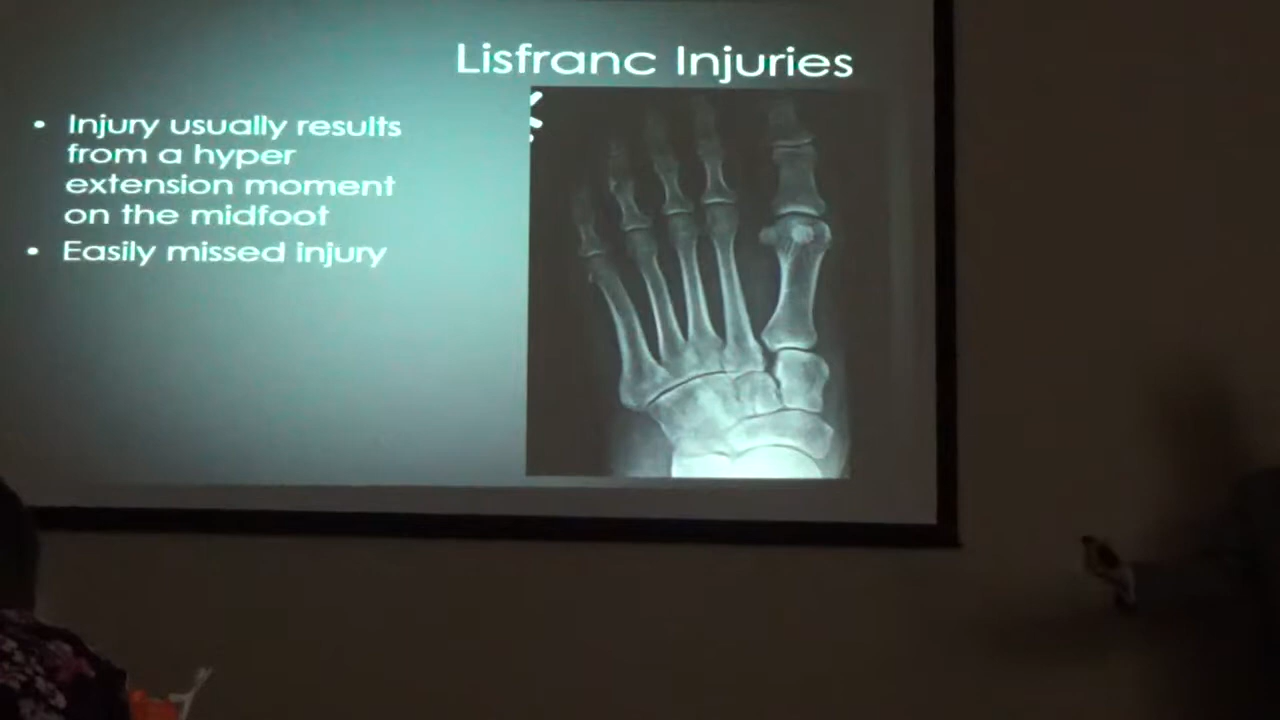 Lisfranc Injuries
• Injury usually results
from a hyper
extension moment
on the midfoot
• Easily missed injury